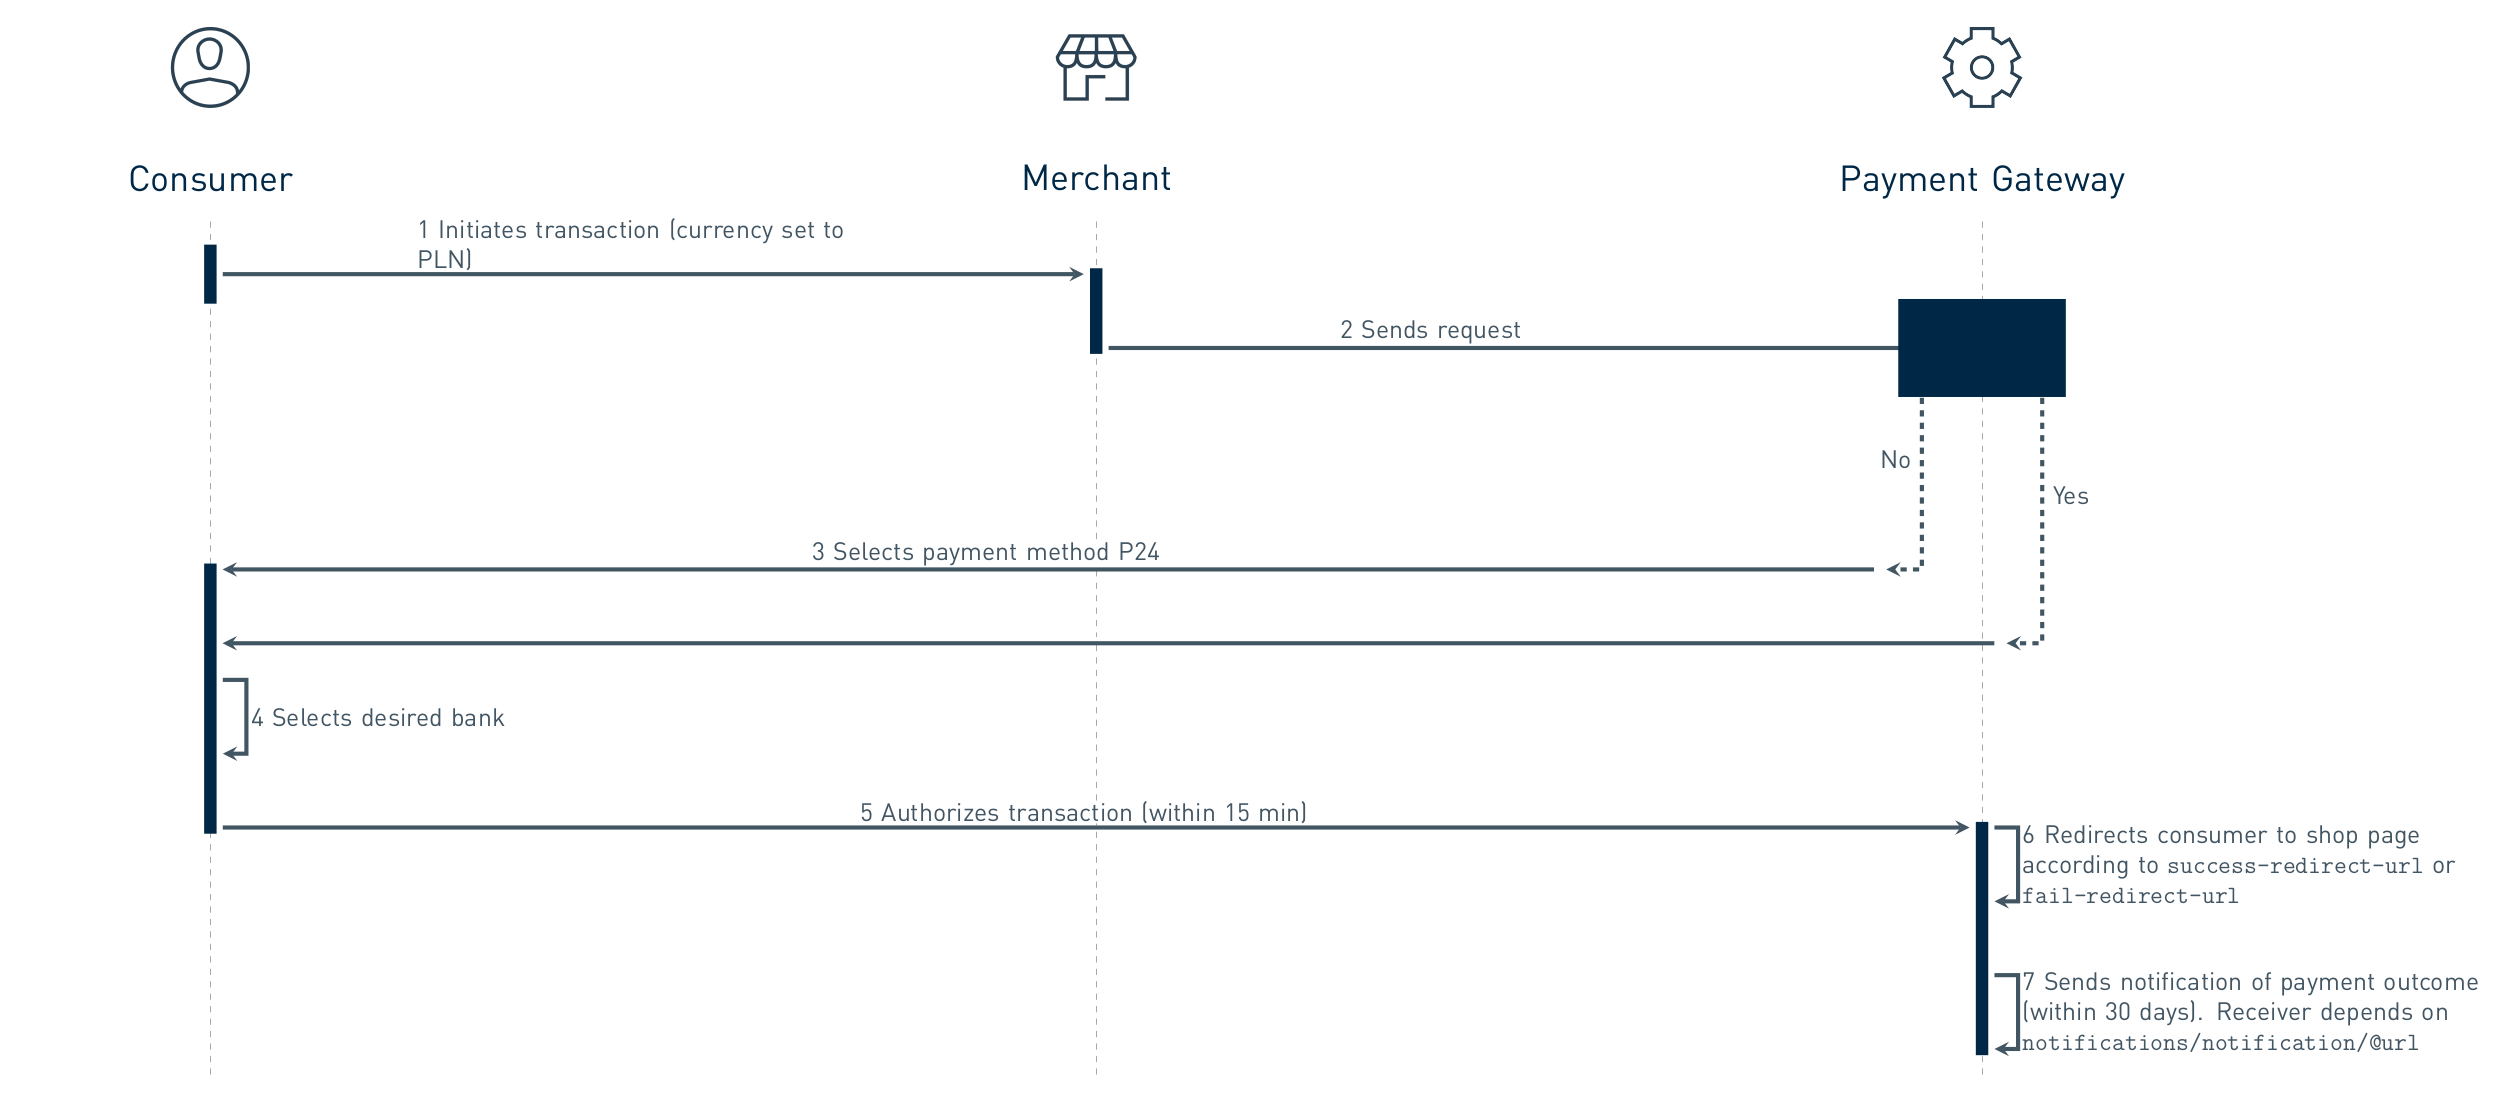 Consumer
Merchant
Payment Gateway
1 Initiates transaction (currency set to
PLN)
2 Sends request
No
Yes
3 Selects payment method P24
4 Selects desired bank
5 Authorizes transaction (within 15 min)
6 Redirects consumer to shop page
according to success-redirect-url or
fail-redirect-url
7 Sends notification of payment outcome
(within 30 days). Receiver depends on
notifications/notification/@url